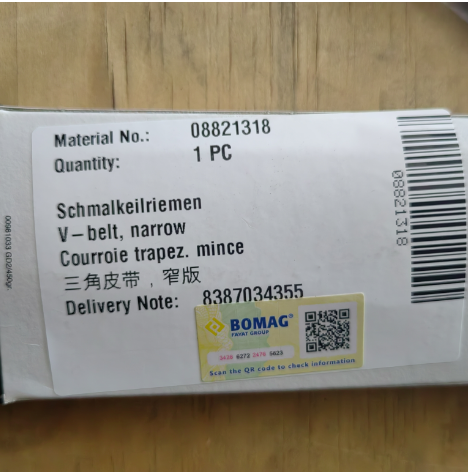 Material No.: 08821318
Quantity: 1 PC
Schmalkeilriemen
V-belt, narrow
Courroie trapez. mince
三角皮带，窄版
Delivery Note: 8387034355
BOMAG
FAYAT GROUP
6272
Scan the QR code to check information
08821318